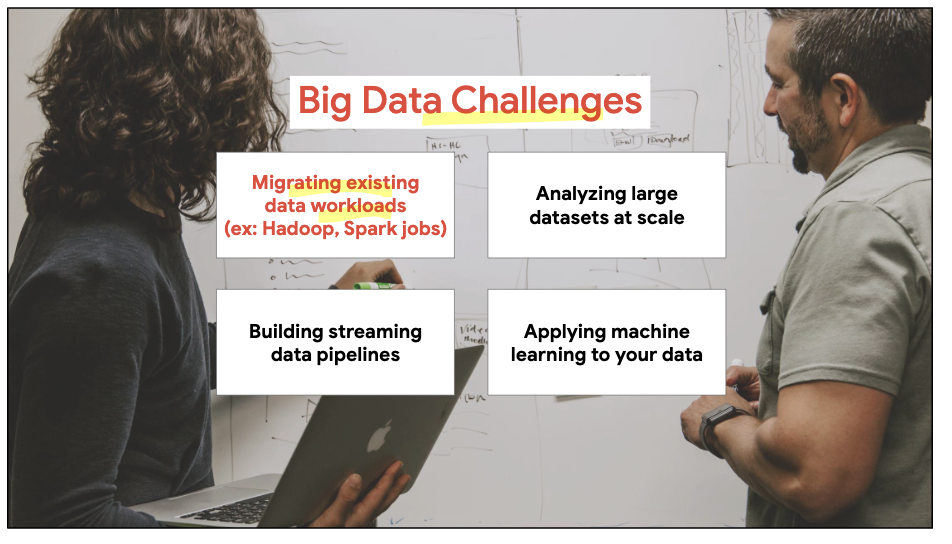 Big Data Challenges
Migrating existing
data workloads
(ex: Hadoop, Spark jobs)
Analyzing large
datasets at scale
Building streaming
data pipelines
Applying machine
learning to your data